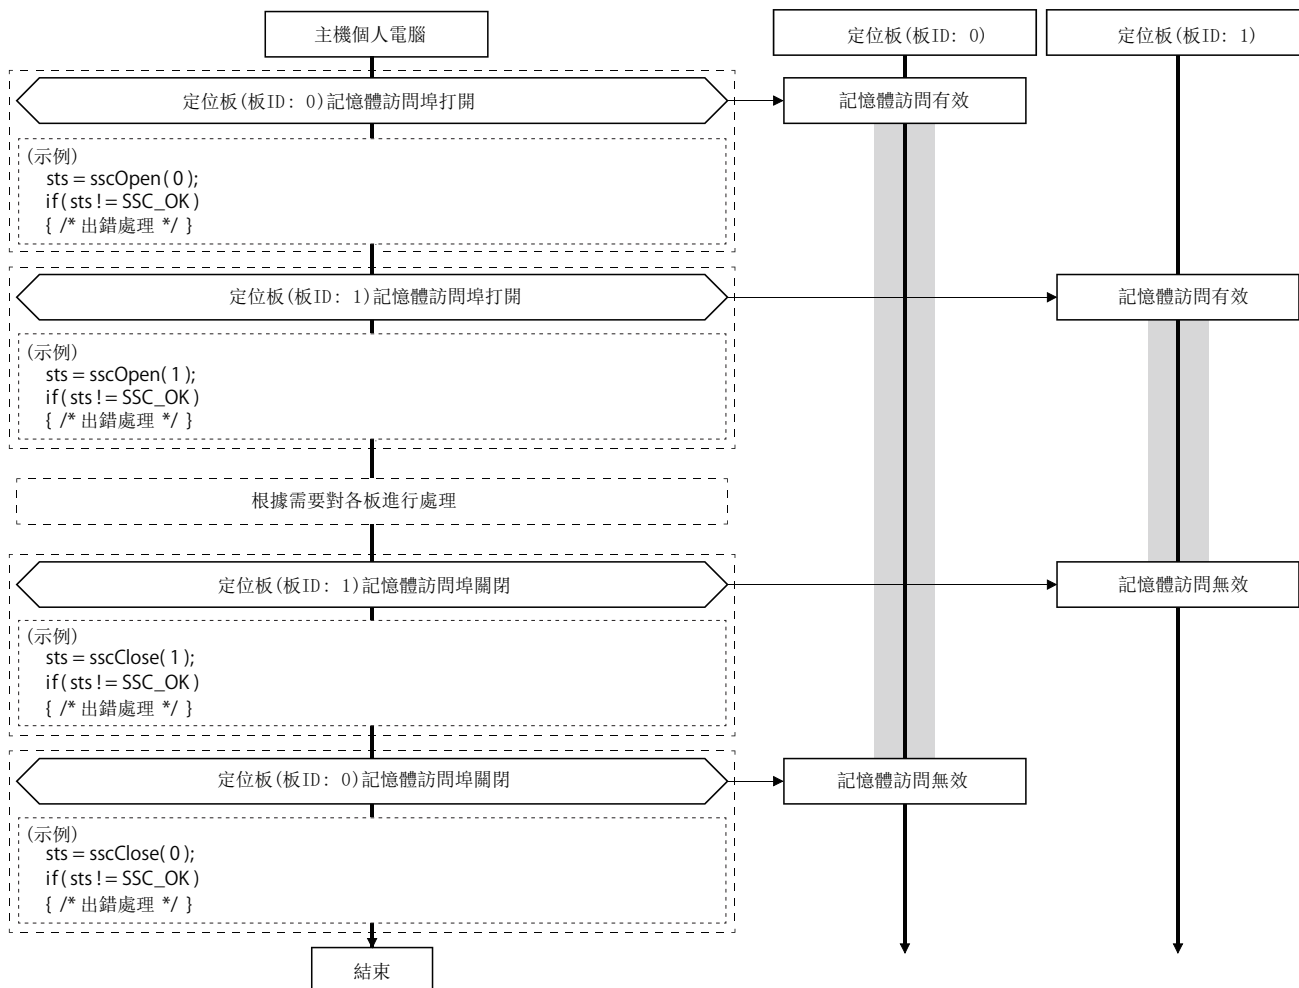 主機個人電腦
定位板(板ID: 0)
定位板(板ID: 1)
定位板(板ID: 0)記憶體訪問埠打開
記憶體訪問有效
(示例)
sts = sscOpen( 0 );
if( sts != SSC_OK)
{ /* 出錯處理 */ }
定位板(板ID: 1)記憶體訪問埠打開
記憶體訪問有效
(示例)
sts = sscOpen( 1 );
if( sts != SSC_OK)
{ /* 出錯處理 */ }
根據需要對各板進行處理
定位板(板ID: 1)記憶體訪問埠關閉
記憶體訪問無效
(示例)
sts = sscClose( 1 );
if( sts != SSC_OK)
{ /* 出錯處理 */ }
定位板(板ID: 0)記憶體訪問埠關閉
記憶體訪問無效
(示例)
sts = sscClose( 0 );
if( sts != SSC_OK)
{ /* 出錯處理 */ }
結束